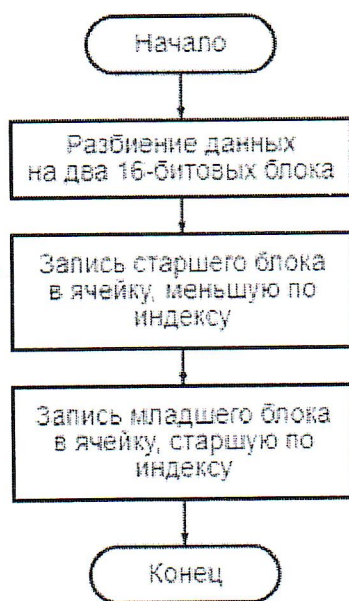 Начало
Разбиение данных
на два 16-битовых блока
Запись старшего блока
в ячейку, меньшую по
индексу
Запись младшего блока
в ячейку, старшую по
индексу
Конец